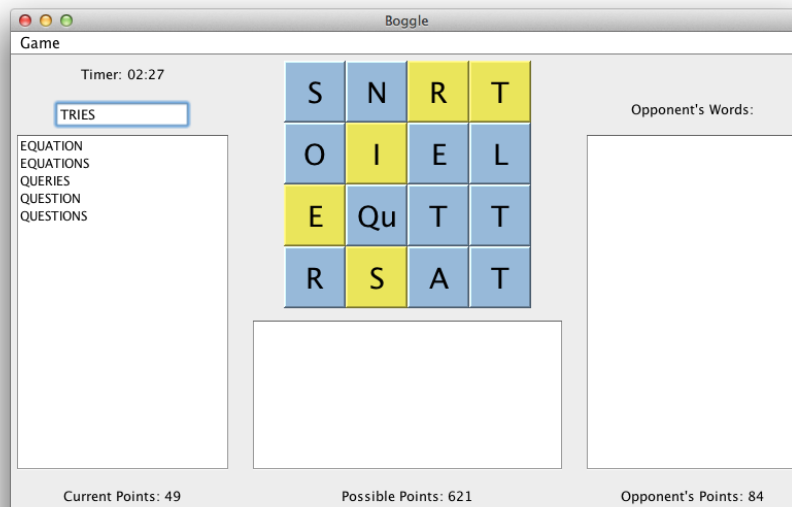 Boggle
Game
Timer: 02:27
TRIES
EQUATION
EQUATIONS
QUERIES
QUESTION
QUESTIONS
S N R T
O I E L
E Qu T T
R S A T
Opponent's Words:
Current Points: 49
Possible Points: 621
Opponent's Points: 84